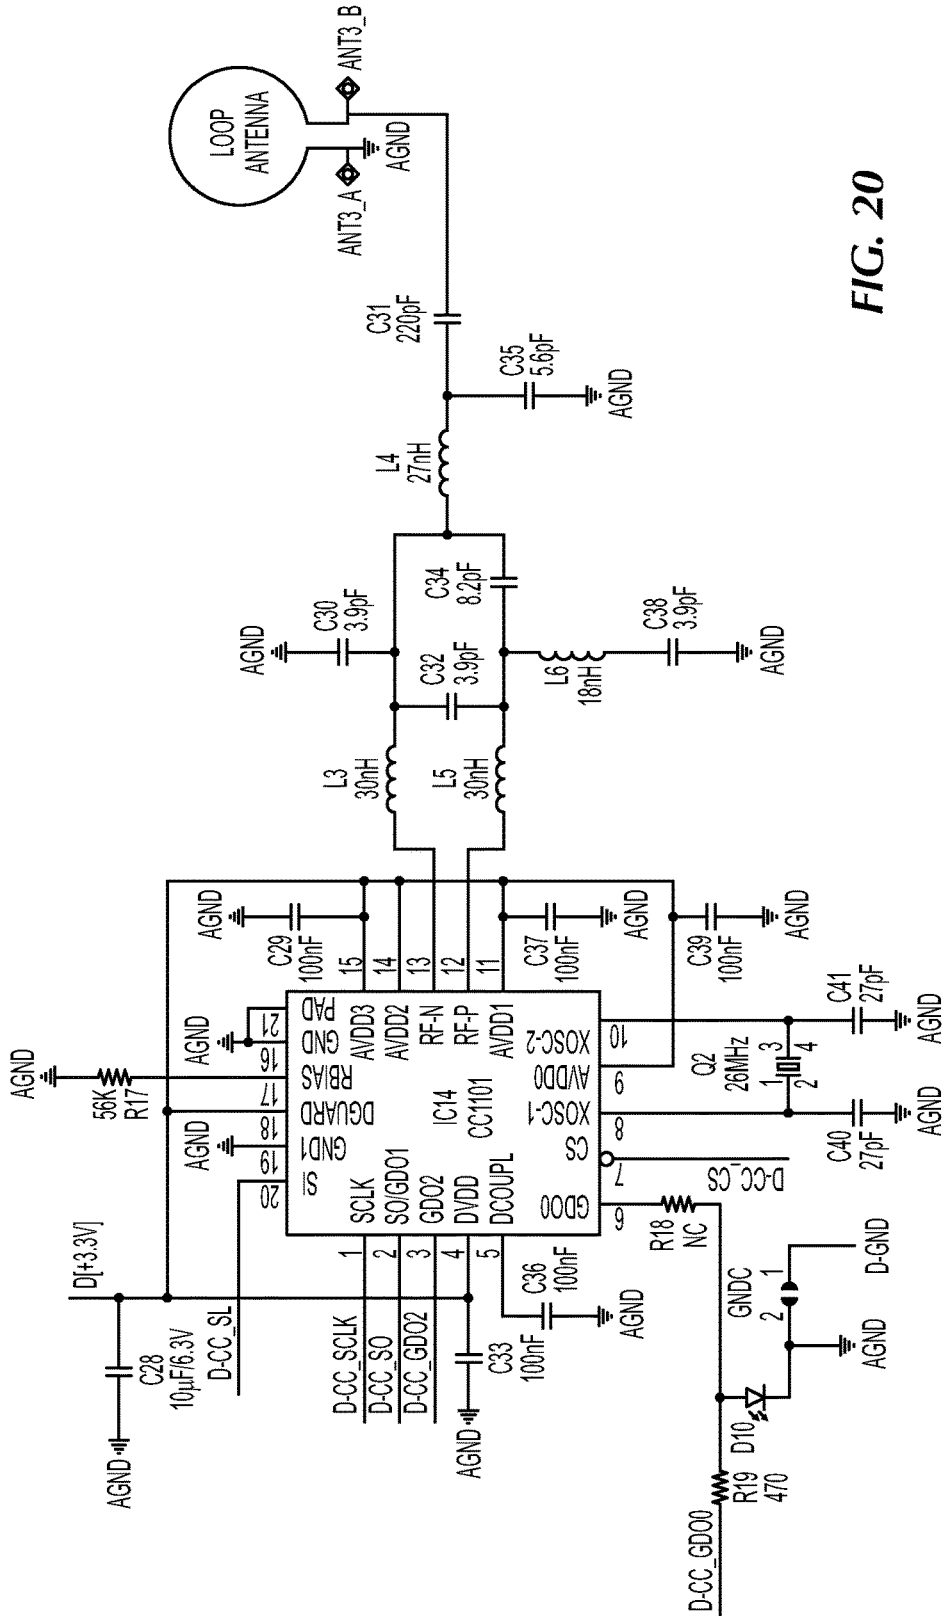 LOOP
ANTENNA
ANT3_A
ANT3_B
AGND
C31
220pF
C35
5.6pF
AGND
L4
27nH
AGND
C30
3.9pF
C34
8.2pF
C32
3.9pF
L6
18nH
C38
3.9pF
AGND
L3
30nH
L5
30nH
AGND
C29
100nF
C37
100nF
AGND
C39
100nF
AGND
15
14
13
12
11
AVDD3
AVDD2
RF-N
RF-P
AVDD1
IC14
CC1101
AGND
56K
R17
AGND
AGND
21
16
17
18
19
20
PAD
GND
RBIAS
DGUARD
GND1
SI
SCLK
SO/GDO1
GDO2
DVDD
DCOUPL
1
2
3
4
5
GDO0
CS
XOSC-1
AVDD0
XOSC-2
6
7
8
9
10
Q2
26MHz
1
3
2
4
C41
27pF
AGND
C40
27pF
AGND
D-CC_CS
R18
NC
D[+3.3V]
C28
10µF/6.3V
AGND
D-CC_SL
D-CC_SCLK
D-CC_SO
D-CC_GDO2
C33
100nF
AGND
C36
100nF
AGND
GNDC
2
1
D-GND
AGND
D10
R19
470
D-CC_GDO0
FIG. 20